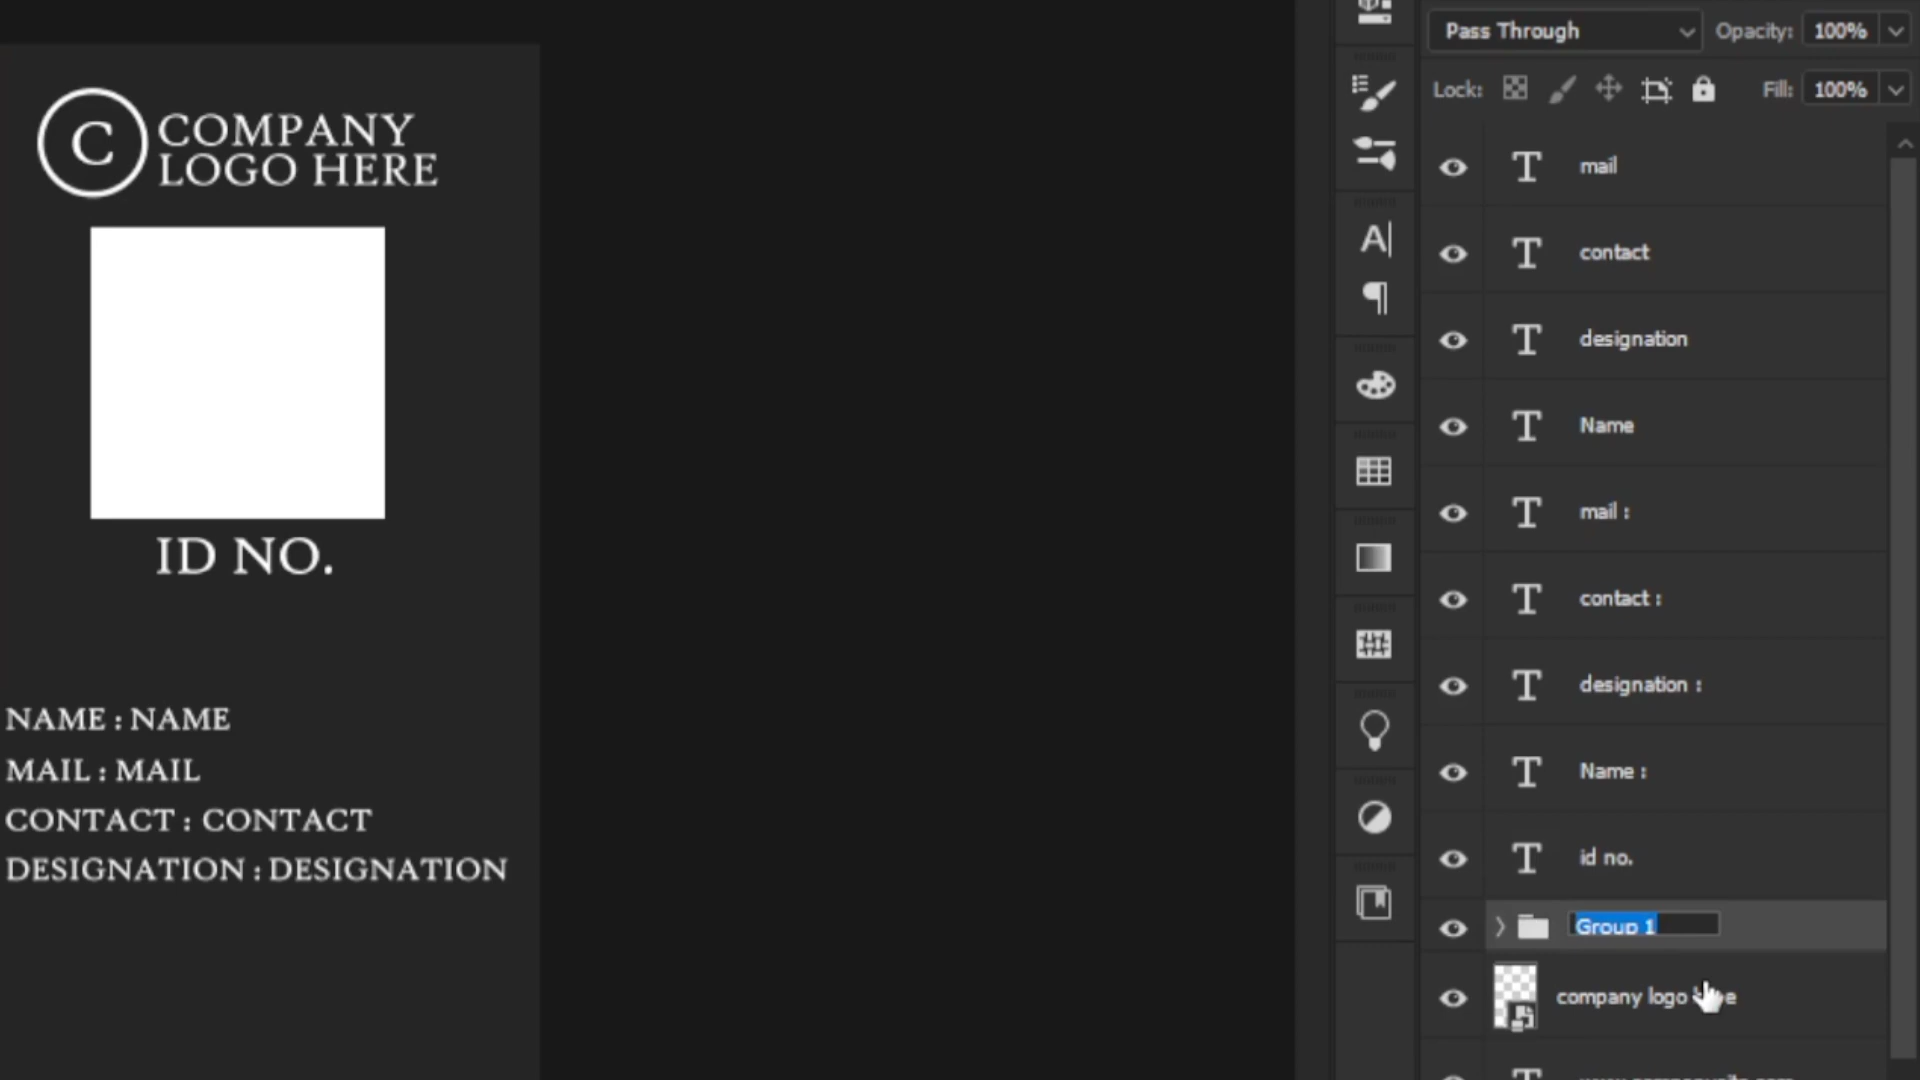 C
COMPANY
LOGO HERE
ID NO.
NAME : NAME
MAIL : MAIL
CONTACT : CONTACT
DESIGNATION : DESIGNATION
Pass Through
Opacity: 100%
Lock:
Fill: 100%
mail
contact
designation
Name
mail :
contact :
designation :
Name :
id no.
Group 1
company logo